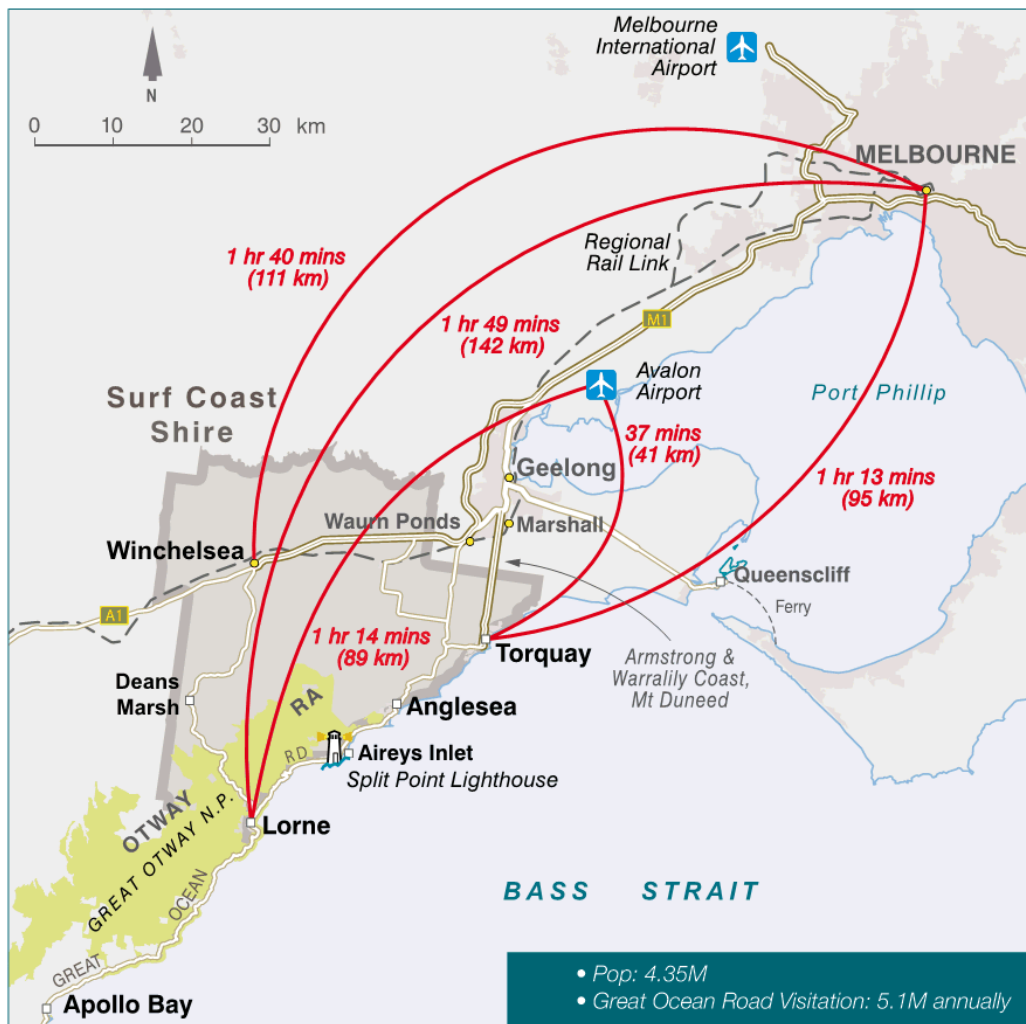 Melbourne
International
Airport
N
0 10 20 30 km
MELBOURNE
1 hr 40 mins
(111 km)
Regional
Rail Link
1 hr 49 mins
(142 km)
M1
Avalon
Airport
Port Phillip
Surf Coast
Shire
37 mins
(41 km)
Geelong
1 hr 13 mins
(95 km)
Waurn Ponds
Marshall
Winchelsea
Queenscliff
A1
Ferry
1 hr 14 mins
(89 km)
Torquay
Armstrong &
Warralily Coast,
Mt Duneed
Deans
Marsh
RA
Anglesea
RD
Aireys Inlet
Split Point Lighthouse
OTWAY
GREAT OTWAY N.P.
Lorne
OCEAN
BASS STRAIT
GREAT
Apollo Bay
• Pop: 4.35M
• Great Ocean Road Visitation: 5.1M annually